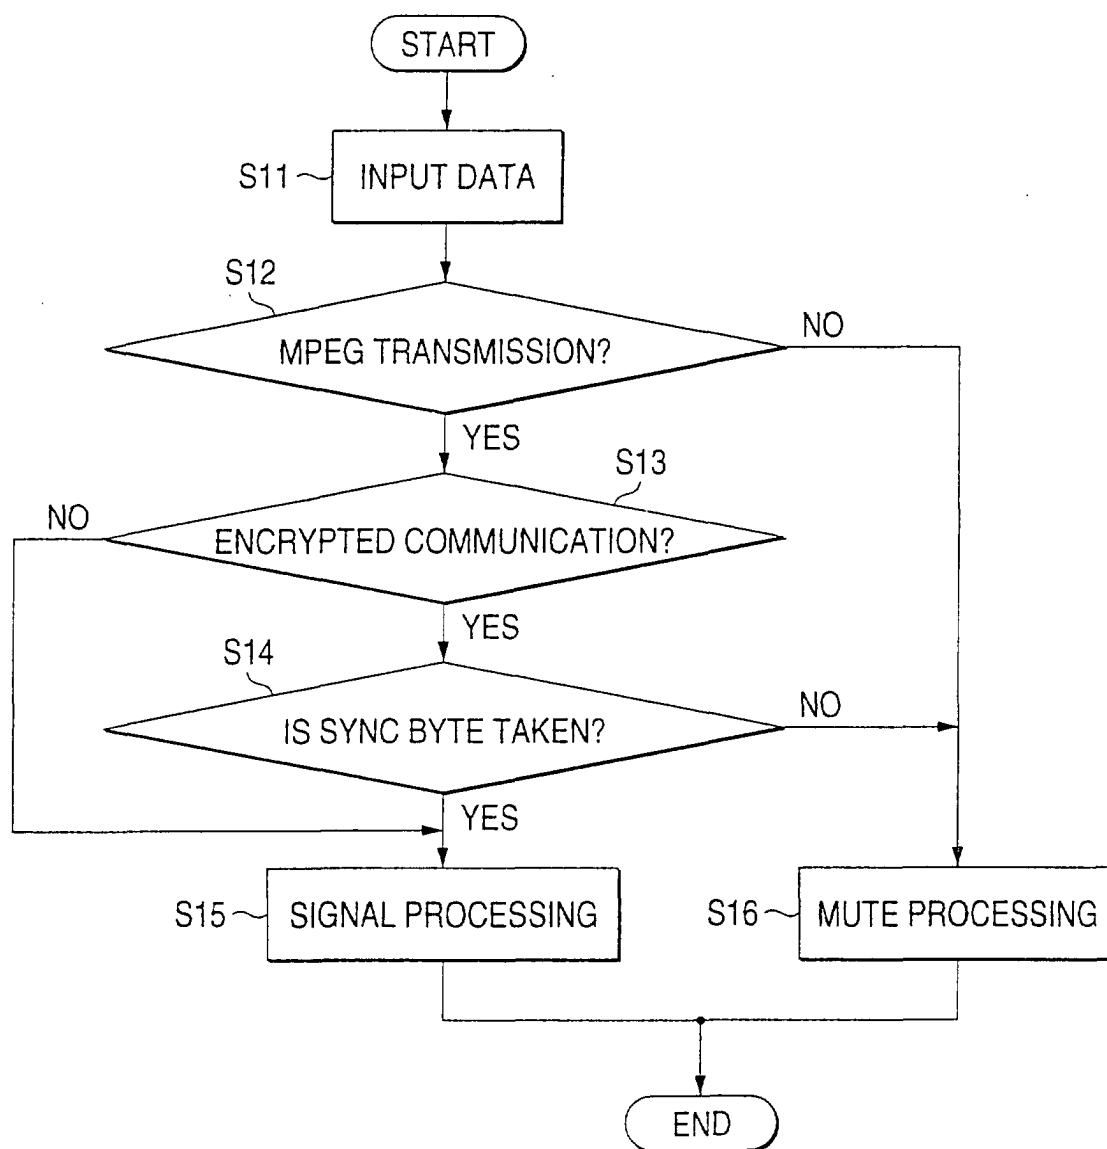 START
S11
INPUT DATA
S12
MPEG TRANSMISSION?
NO
YES
S13
NO
ENCRYPTED COMMUNICATION?
YES
S14
IS SYNC BYTE TAKEN?
NO
YES
S15
SIGNAL PROCESSING
S16
MUTE PROCESSING
END